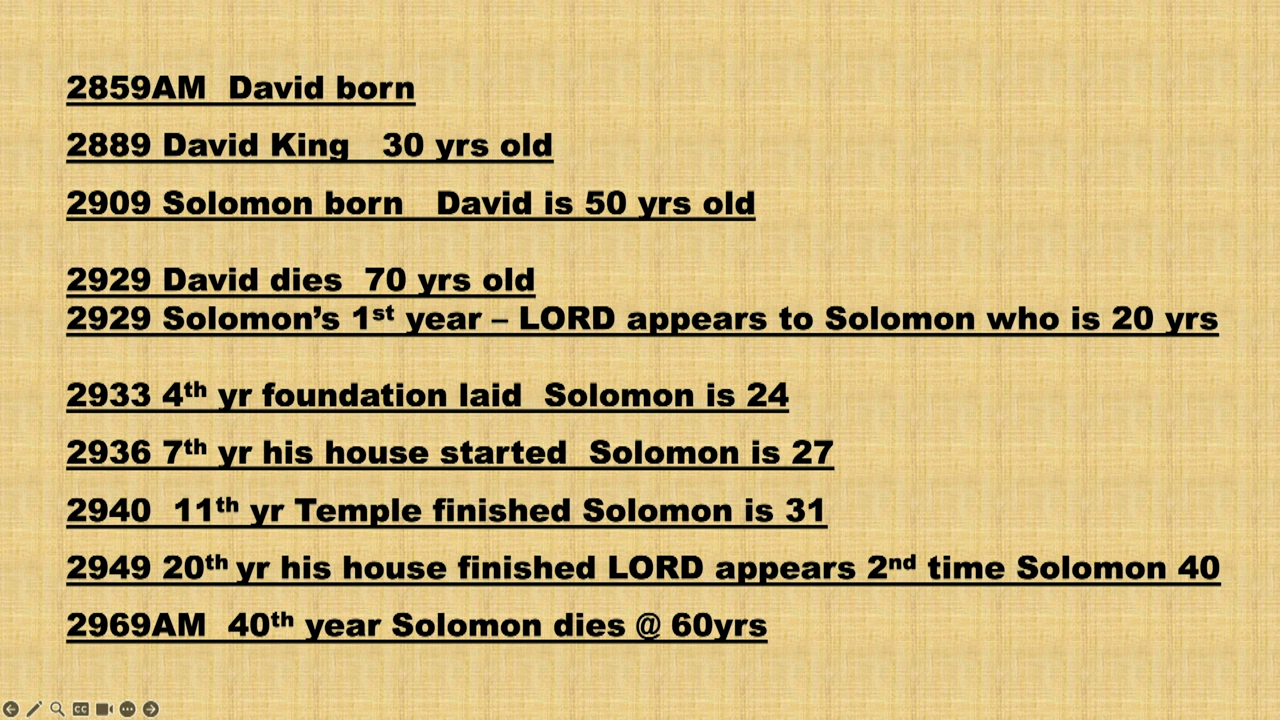 2859AM David born
2889 David King 30 yrs old
2909 Solomon born David is 50 yrs old
2929 David dies 70 yrs old
2929 Solomon’s 1st year – LORD appears to Solomon who is 20 yrs
2933 4th yr foundation laid Solomon is 24
2936 7th yr his house started Solomon is 27
2940 11th yr Temple finished Solomon is 31
2949 20th yr his house finished LORD appears 2nd time Solomon 40
2969AM 40th year Solomon dies @ 60yrs
CC